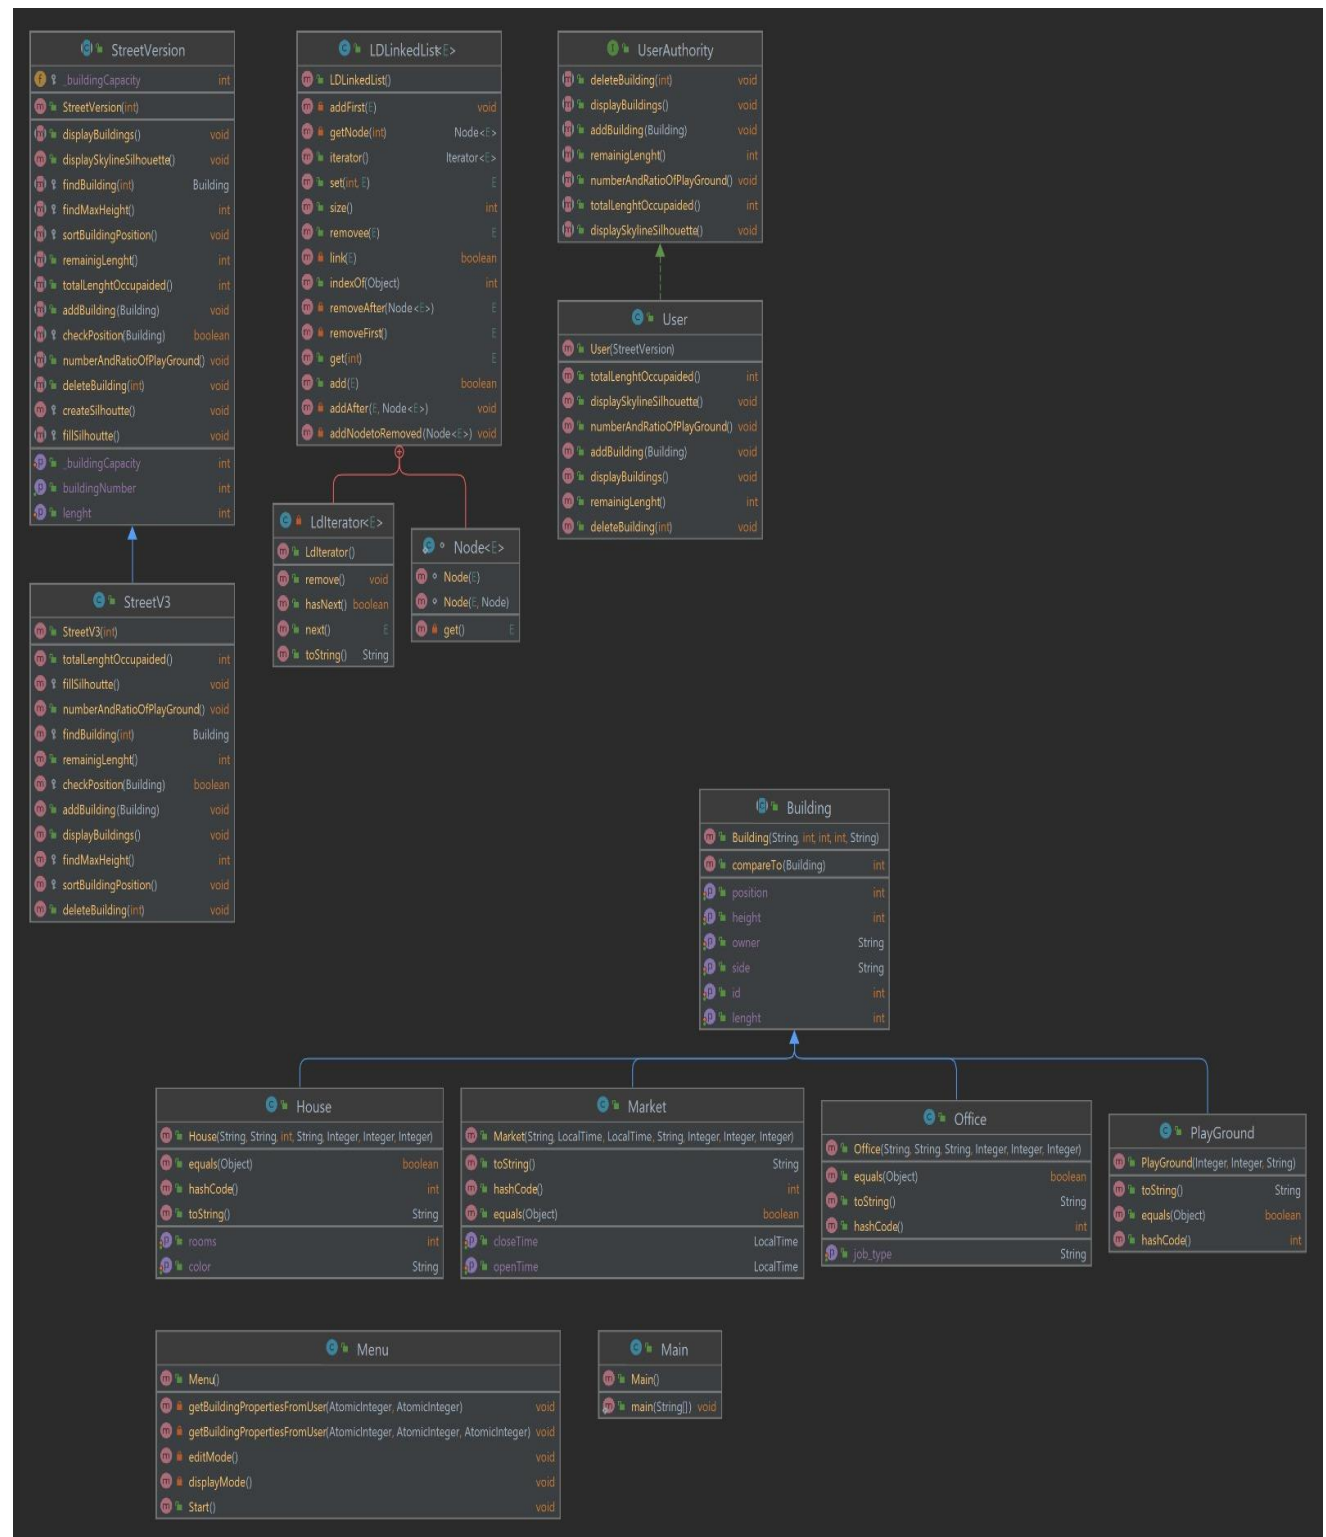 StreetVersion
_buildingCapacity int
StreetVersion(int)
displayBuildings() void
displaySkylineSilhouette() void
findBuilding(int) Building
findMaxHeight() int
sortBuildingPosition() void
remainigLenght() int
totalLenghtOccupaided() int
addBuilding(Building) void
checkPosition(Building) boolean
numberAndRatioOfPlayGround() void
deleteBuilding(int) void
createSilhoutte() void
fillSilhoutte() void
_buildingCapacity int
buildingNumber int
lenght int
LDLinkedList<E>
LDLinkedList()
addFirst(E) void
getNode(int) Node<E>
iterator() Iterator<E>
set(int, E) E
size() int
removee(E) E
link(E) boolean
indexOf(Object) int
removeAfter(Node<E>) E
removeFirst() E
get(int) E
add(E) boolean
addAfter(E, Node<E>) void
addNodetoRemoved(Node<E>) void
UserAuthority
deleteBuilding(int) void
displayBuildings() void
addBuilding(Building) void
remainigLenght() int
numberAndRatioOfPlayGround() void
totalLenghtOccupaided() int
displaySkylineSilhouette() void
User
User(StreetVersion)
totalLenghtOccupaided() int
displaySkylineSilhouette() void
numberAndRatioOfPlayGround() void
addBuilding(Building) void
displayBuildings() void
remainigLenght() int
deleteBuilding(int) void
LdIterator<E>
LdIterator()
remove() void
hasNext() boolean
next() E
toString() String
Node<E>
Node(E)
Node(E, Node)
get() E
StreetV3
StreetV3(int)
totalLenghtOccupaided() int
fillSilhoutte() void
numberAndRatioOfPlayGround() void
findBuilding(int) Building
remainigLenght() int
checkPosition(Building) boolean
addBuilding(Building) void
displayBuildings() void
findMaxHeight() int
sortBuildingPosition() void
deleteBuilding(int) void
Building
Building(String, int, int, int, String)
compareTo(Building) int
position int
height int
owner String
side String
id int
lenght int
House
House(String, String, int, String, Integer, Integer, Integer)
equals(Object) boolean
hashCode() int
toString() String
rooms int
color String
Market
Market(String, LocalTime, LocalTime, String, Integer, Integer, Integer)
toString() String
hashCode() int
equals(Object) boolean
closeTime LocalTime
openTime LocalTime
Office
Office(String, String, String, Integer, Integer, Integer)
equals(Object) boolean
toString() String
hashCode() int
job_type String
PlayGround
PlayGround(Integer, Integer, String)
toString() String
equals(Object) boolean
hashCode() int
Menu
Menu()
getBuildingPropertiesFromUser(AtomicInteger, AtomicInteger) void
getBuildingPropertiesFromUser(AtomicInteger, AtomicInteger, AtomicInteger) void
editMode() void
displayMode() void
Start() void
Main
Main()
main(String[]) void